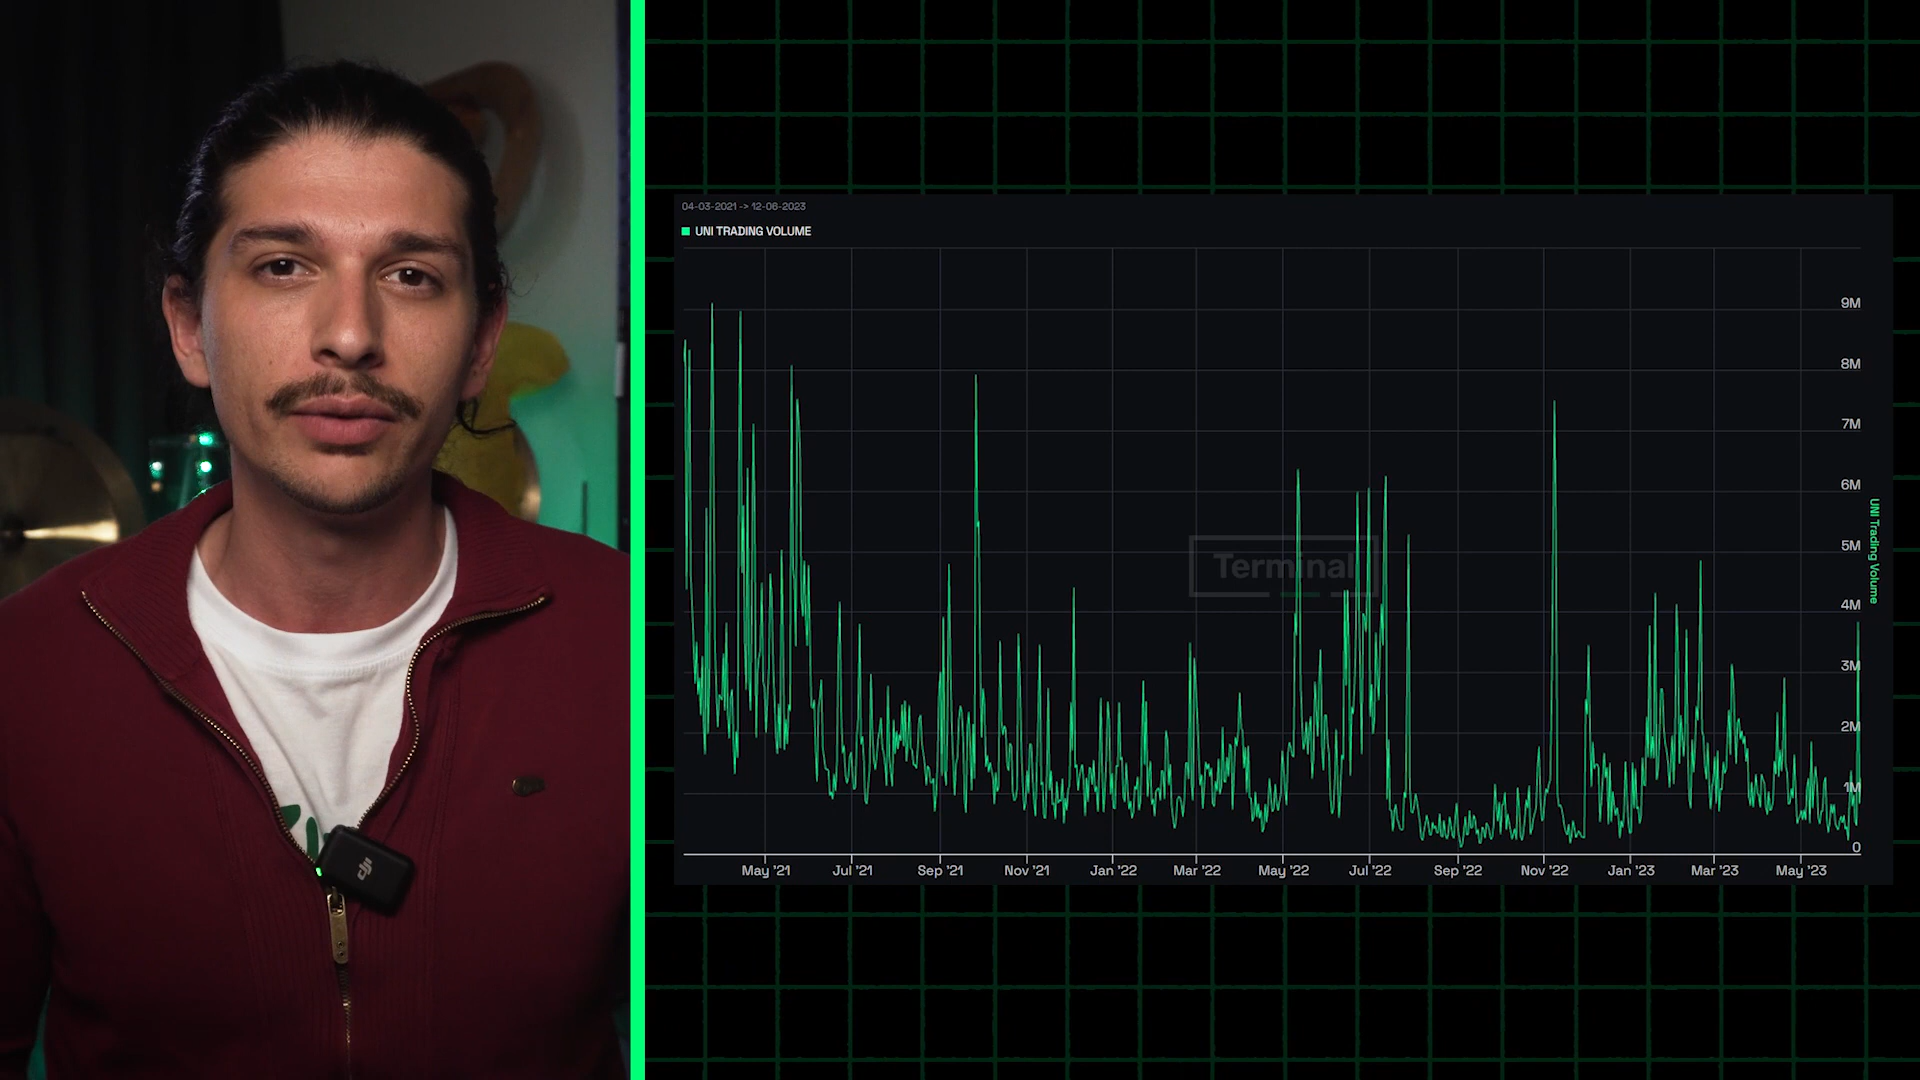 04-03-2021 -> 12-06-2023
UNI TRADING VOLUME
9M
8M
7M
6M
5M
4M
3M
2M
1M
0
UNI Trading Volume
Terminal
May '21
Jul '21
Sep '21
Nov '21
Jan '22
Mar '22
May '22
Jul '22
Sep '22
Nov '22
Jan '23
Mar '23
May '23
dji